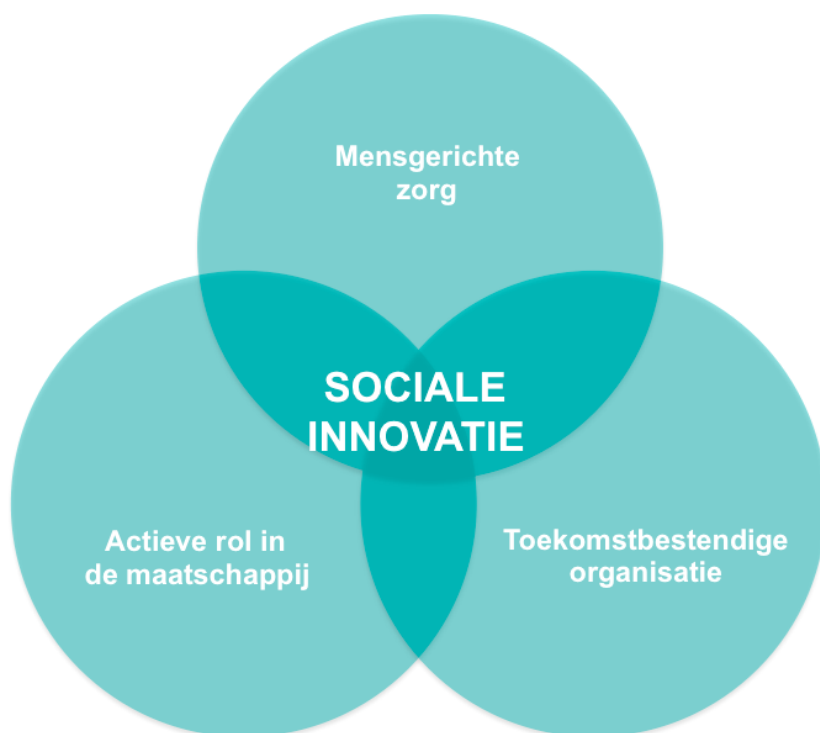 Mensgerichte
zorg
SOCIALE
INNOVATIE
Actieve rol in
de maatschappij
Toekomstbestendige
organisatie